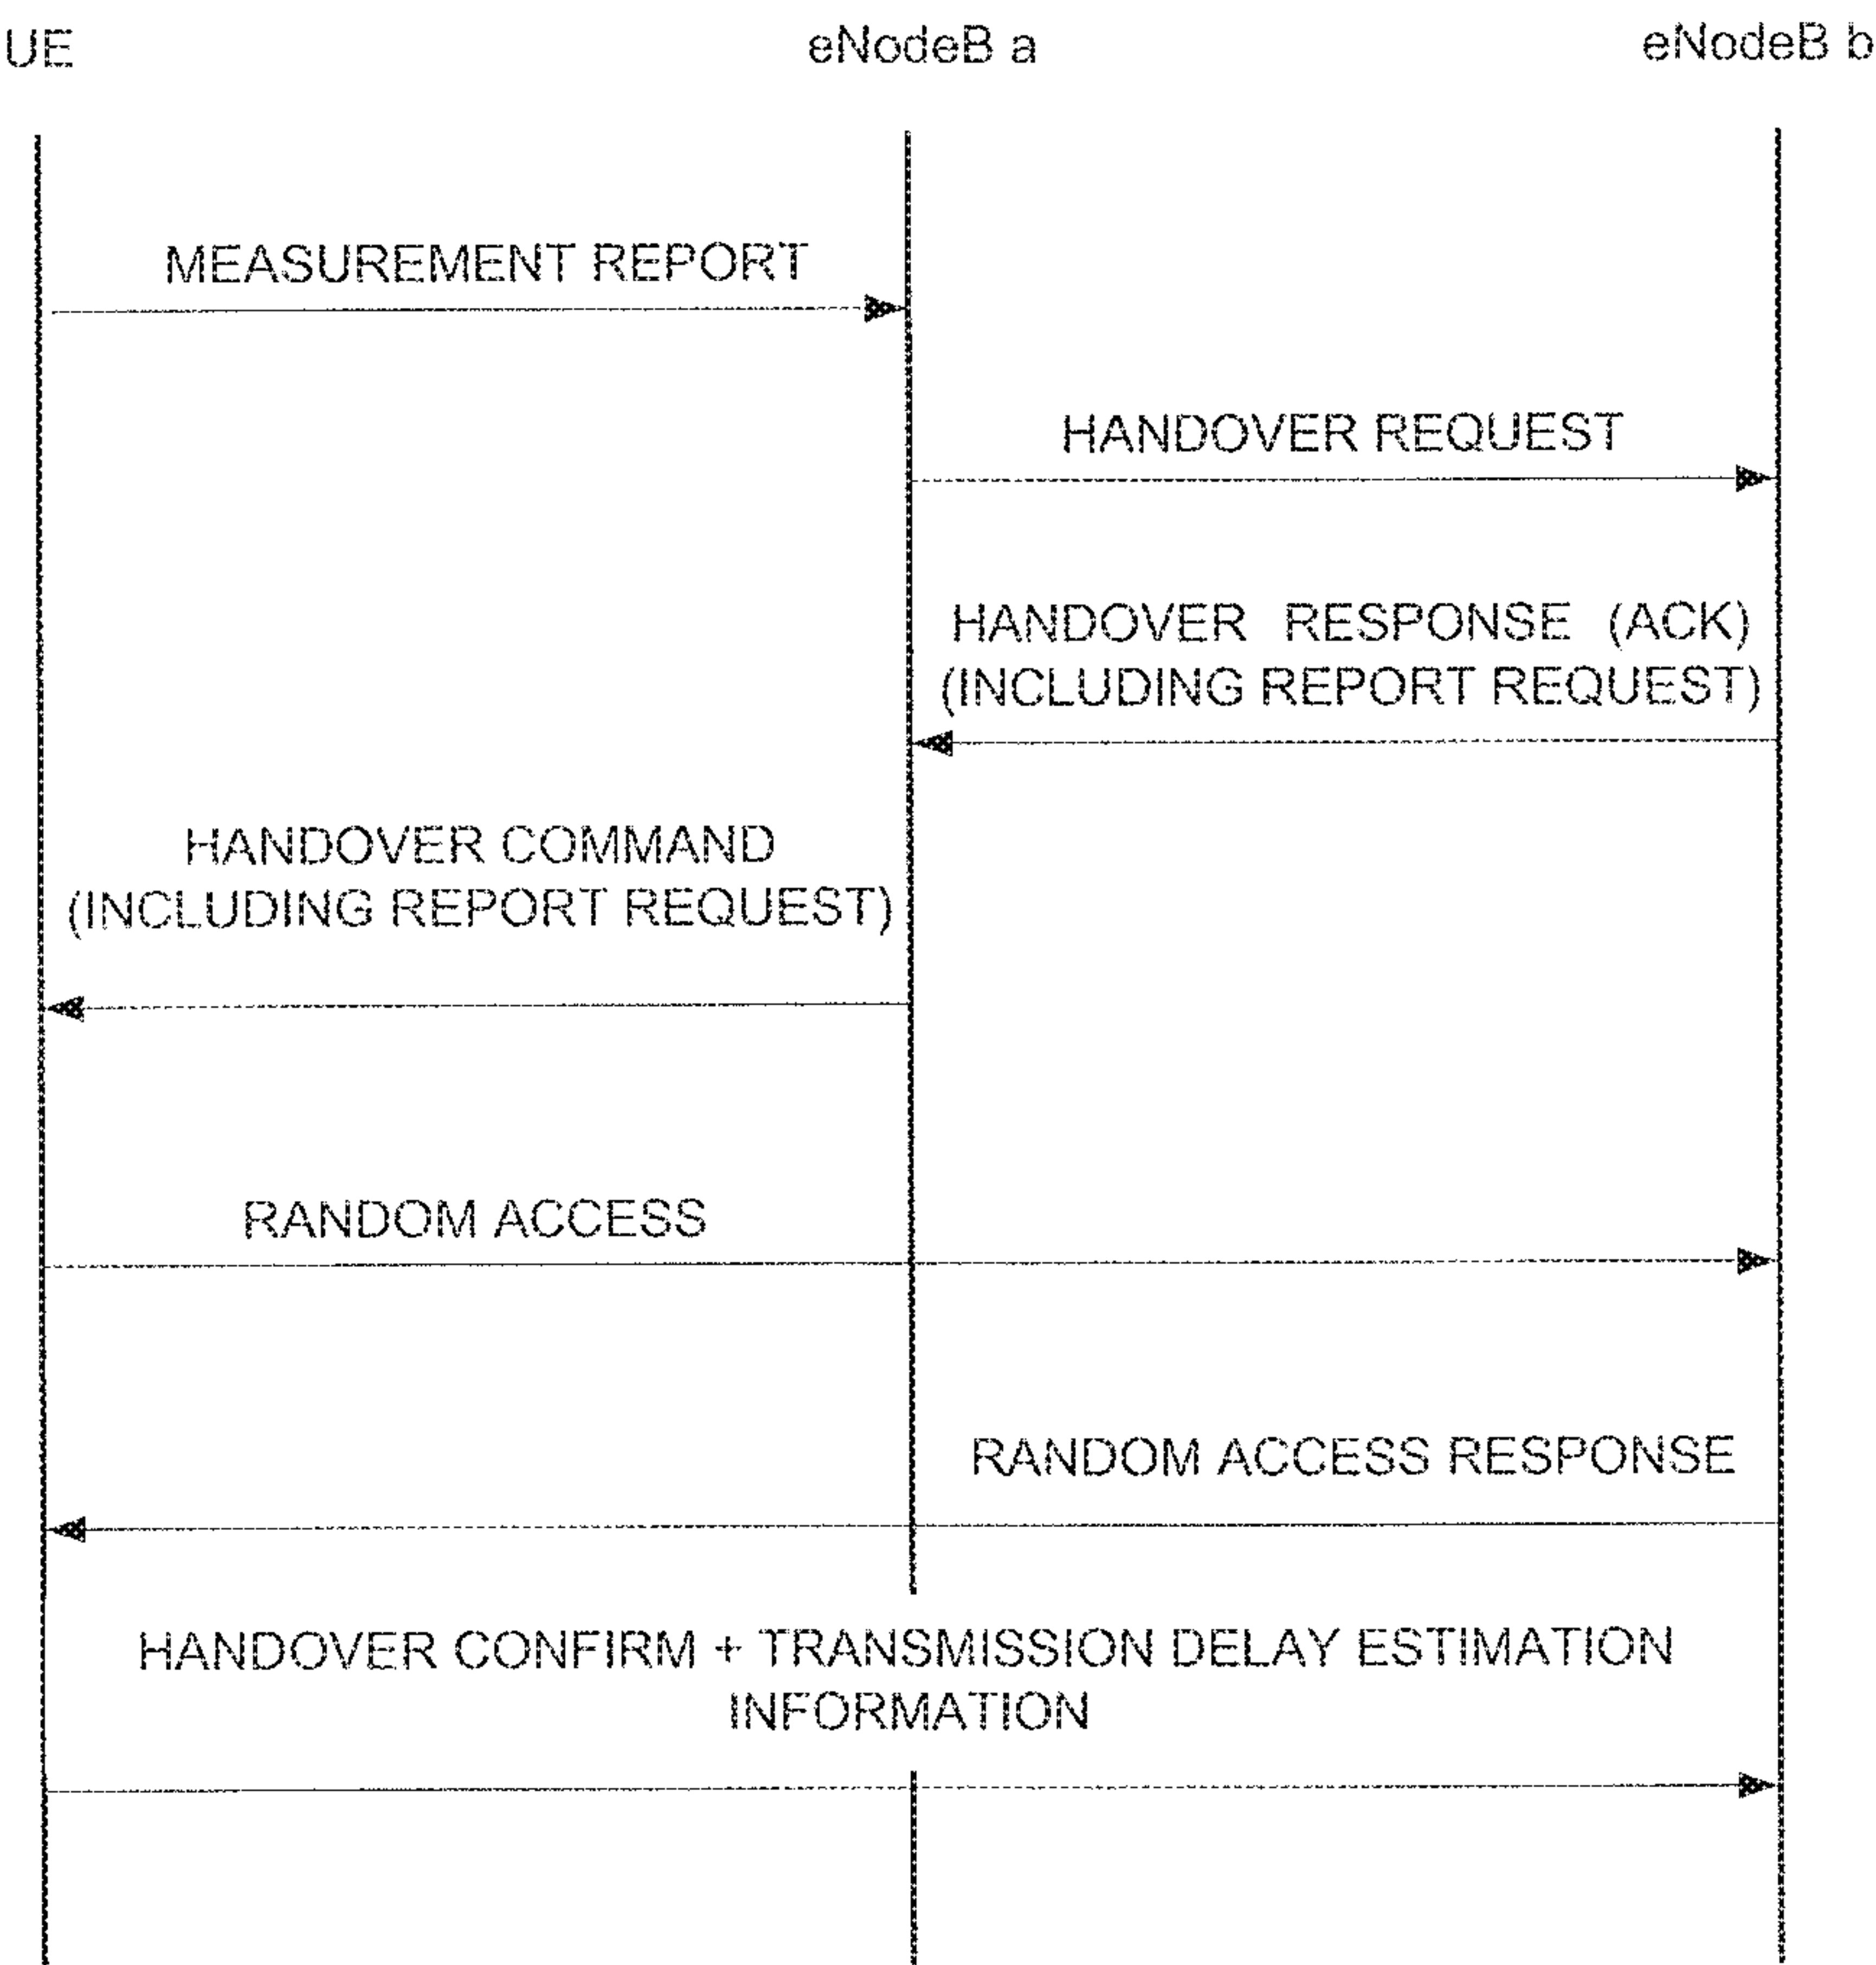 UE eNodeB a eNodeB b
MEASUREMENT REPORT
HANDOVER REQUEST
HANDOVER RESPONSE (ACK)
(INCLUDING REPORT REQUEST)
HANDOVER COMMAND
(INCLUDING REPORT REQUEST)
RANDOM ACCESS
RANDOM ACCESS RESPONSE
HANDOVER CONFIRM + TRANSMISSION DELAY ESTIMATION
INFORMATION